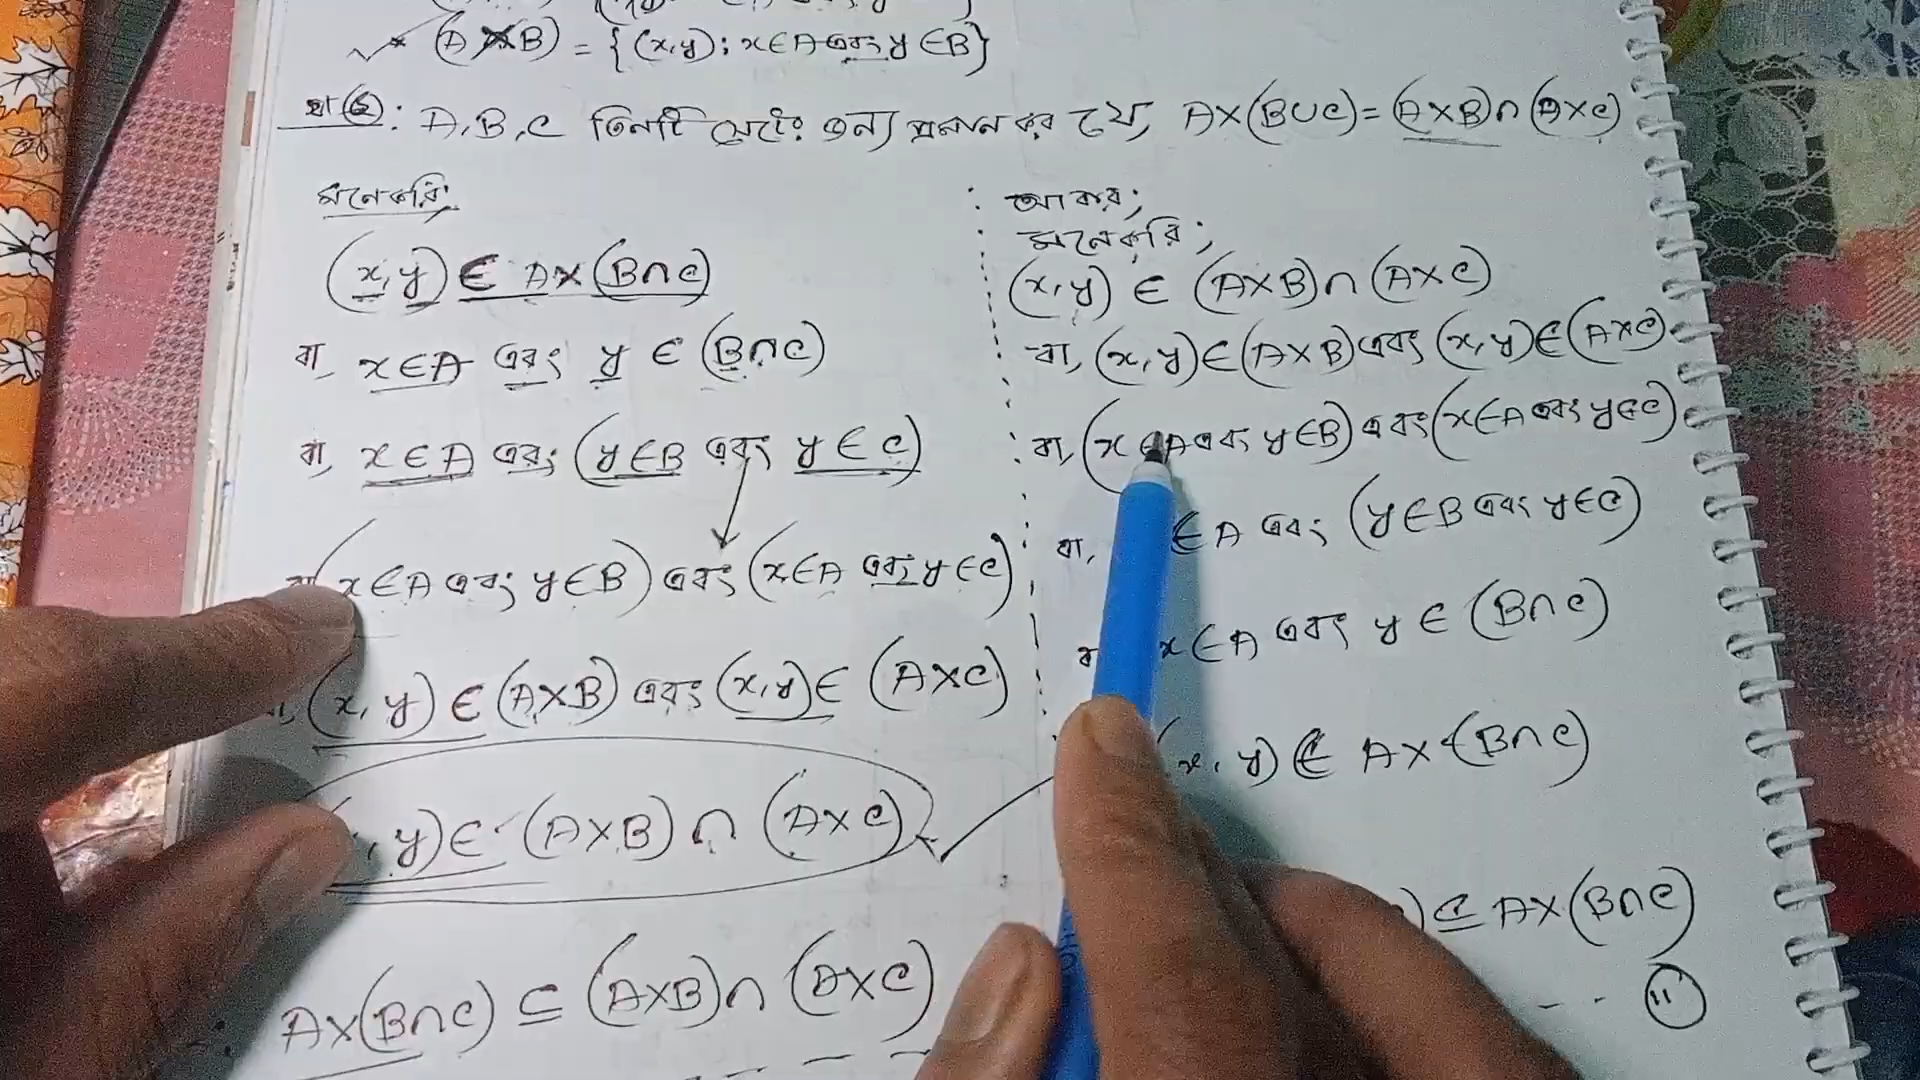 (A×B) = {(x,y) : x∈A এবং y∈B}
A,B,C তিনটি সেটের জন্য প্রমান কর যে, A×(B∪C)=(A×B)∩(A×C)
মনেকরি,
(x,y) ∈ A×(B∩C)
বা, x∈A এবং y ∈ (B∩C)
বা, x∈A এবং (y∈B এবং y∈C)
(x∈A এবং y∈B) এবং (x∈A এবং y∈C)
(x,y) ∈ (A×B) এবং (x,y)∈ (A×C)
, y)∈ (A×B) ∩ (A×C)
A×(B∩C) ⊆ (A×B)∩ (A×C)
আবার,
মনেকরি,
(x,y) ∈ (A×B)∩ (A×C)
বা, (x,y)∈(A×B) এবং (x,y)∈(A×C)
বা, (x∈A এবং y∈B) এবং (x∈A এবং y∈C)
বা, ∈A এবং (y∈B এবং y∈C)
x∈A এবং y ∈ (B∩C)
(x,y) ∈ A×(B∩C)
) ⊆ A×(B∩C)
--- (ii)